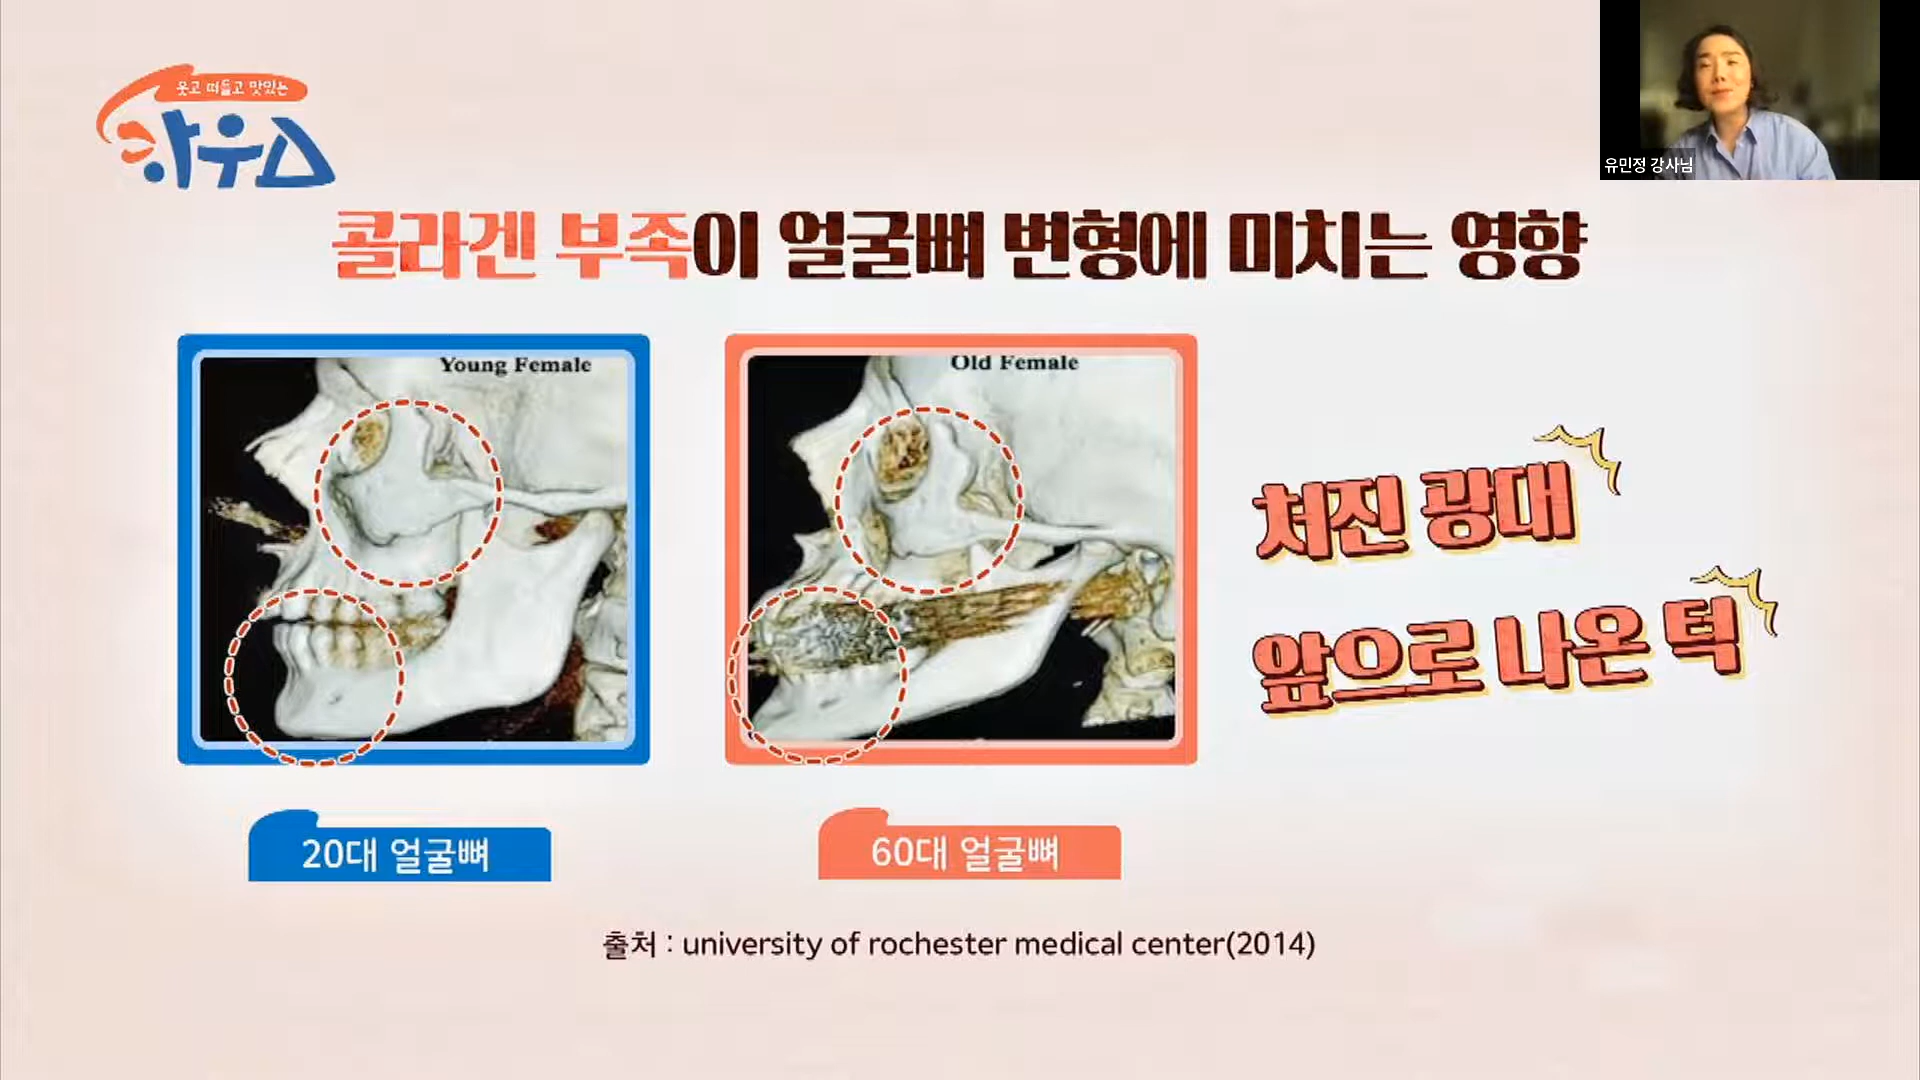 웃고 떠들고 맛있는
하우스
유민정 강사님
콜라겐 부족이 얼굴뼈 변형에 미치는 영향
Young Female
Old Female
쳐진 광대
앞으로 나온 턱
20대 얼굴뼈
60대 얼굴뼈
출처 : university of rochester medical center(2014)